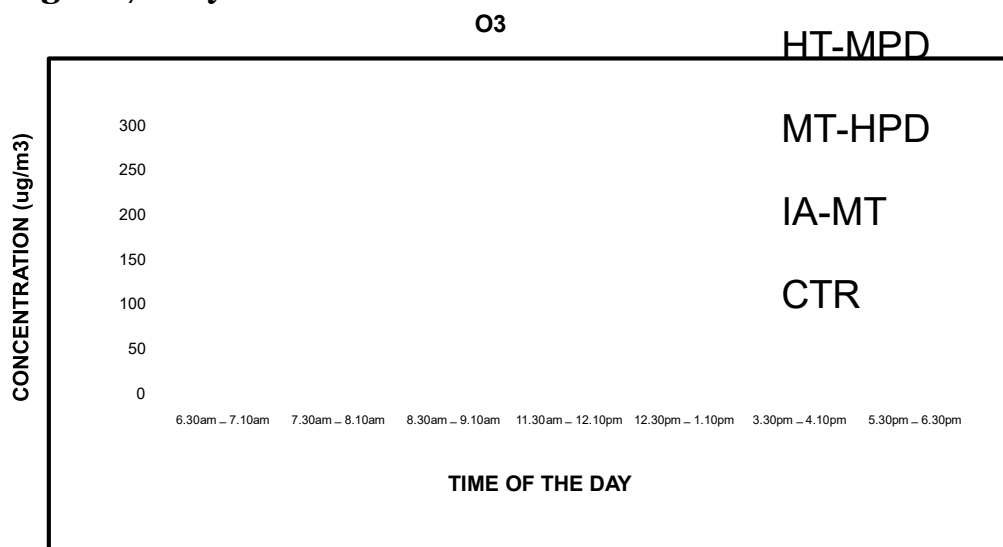 O3
HT-MPD
MT-HPD
IA-MT
CTR
CONCENTRATION (ug/m3)
300
250
200
150
100
50
0
6.30am – 7.10am 7.30am – 8.10am 8.30am – 9.10am 11.30am – 12.10pm 12.30pm – 1.10pm 3.30pm – 4.10pm 5.30pm – 6.30pm
TIME OF THE DAY